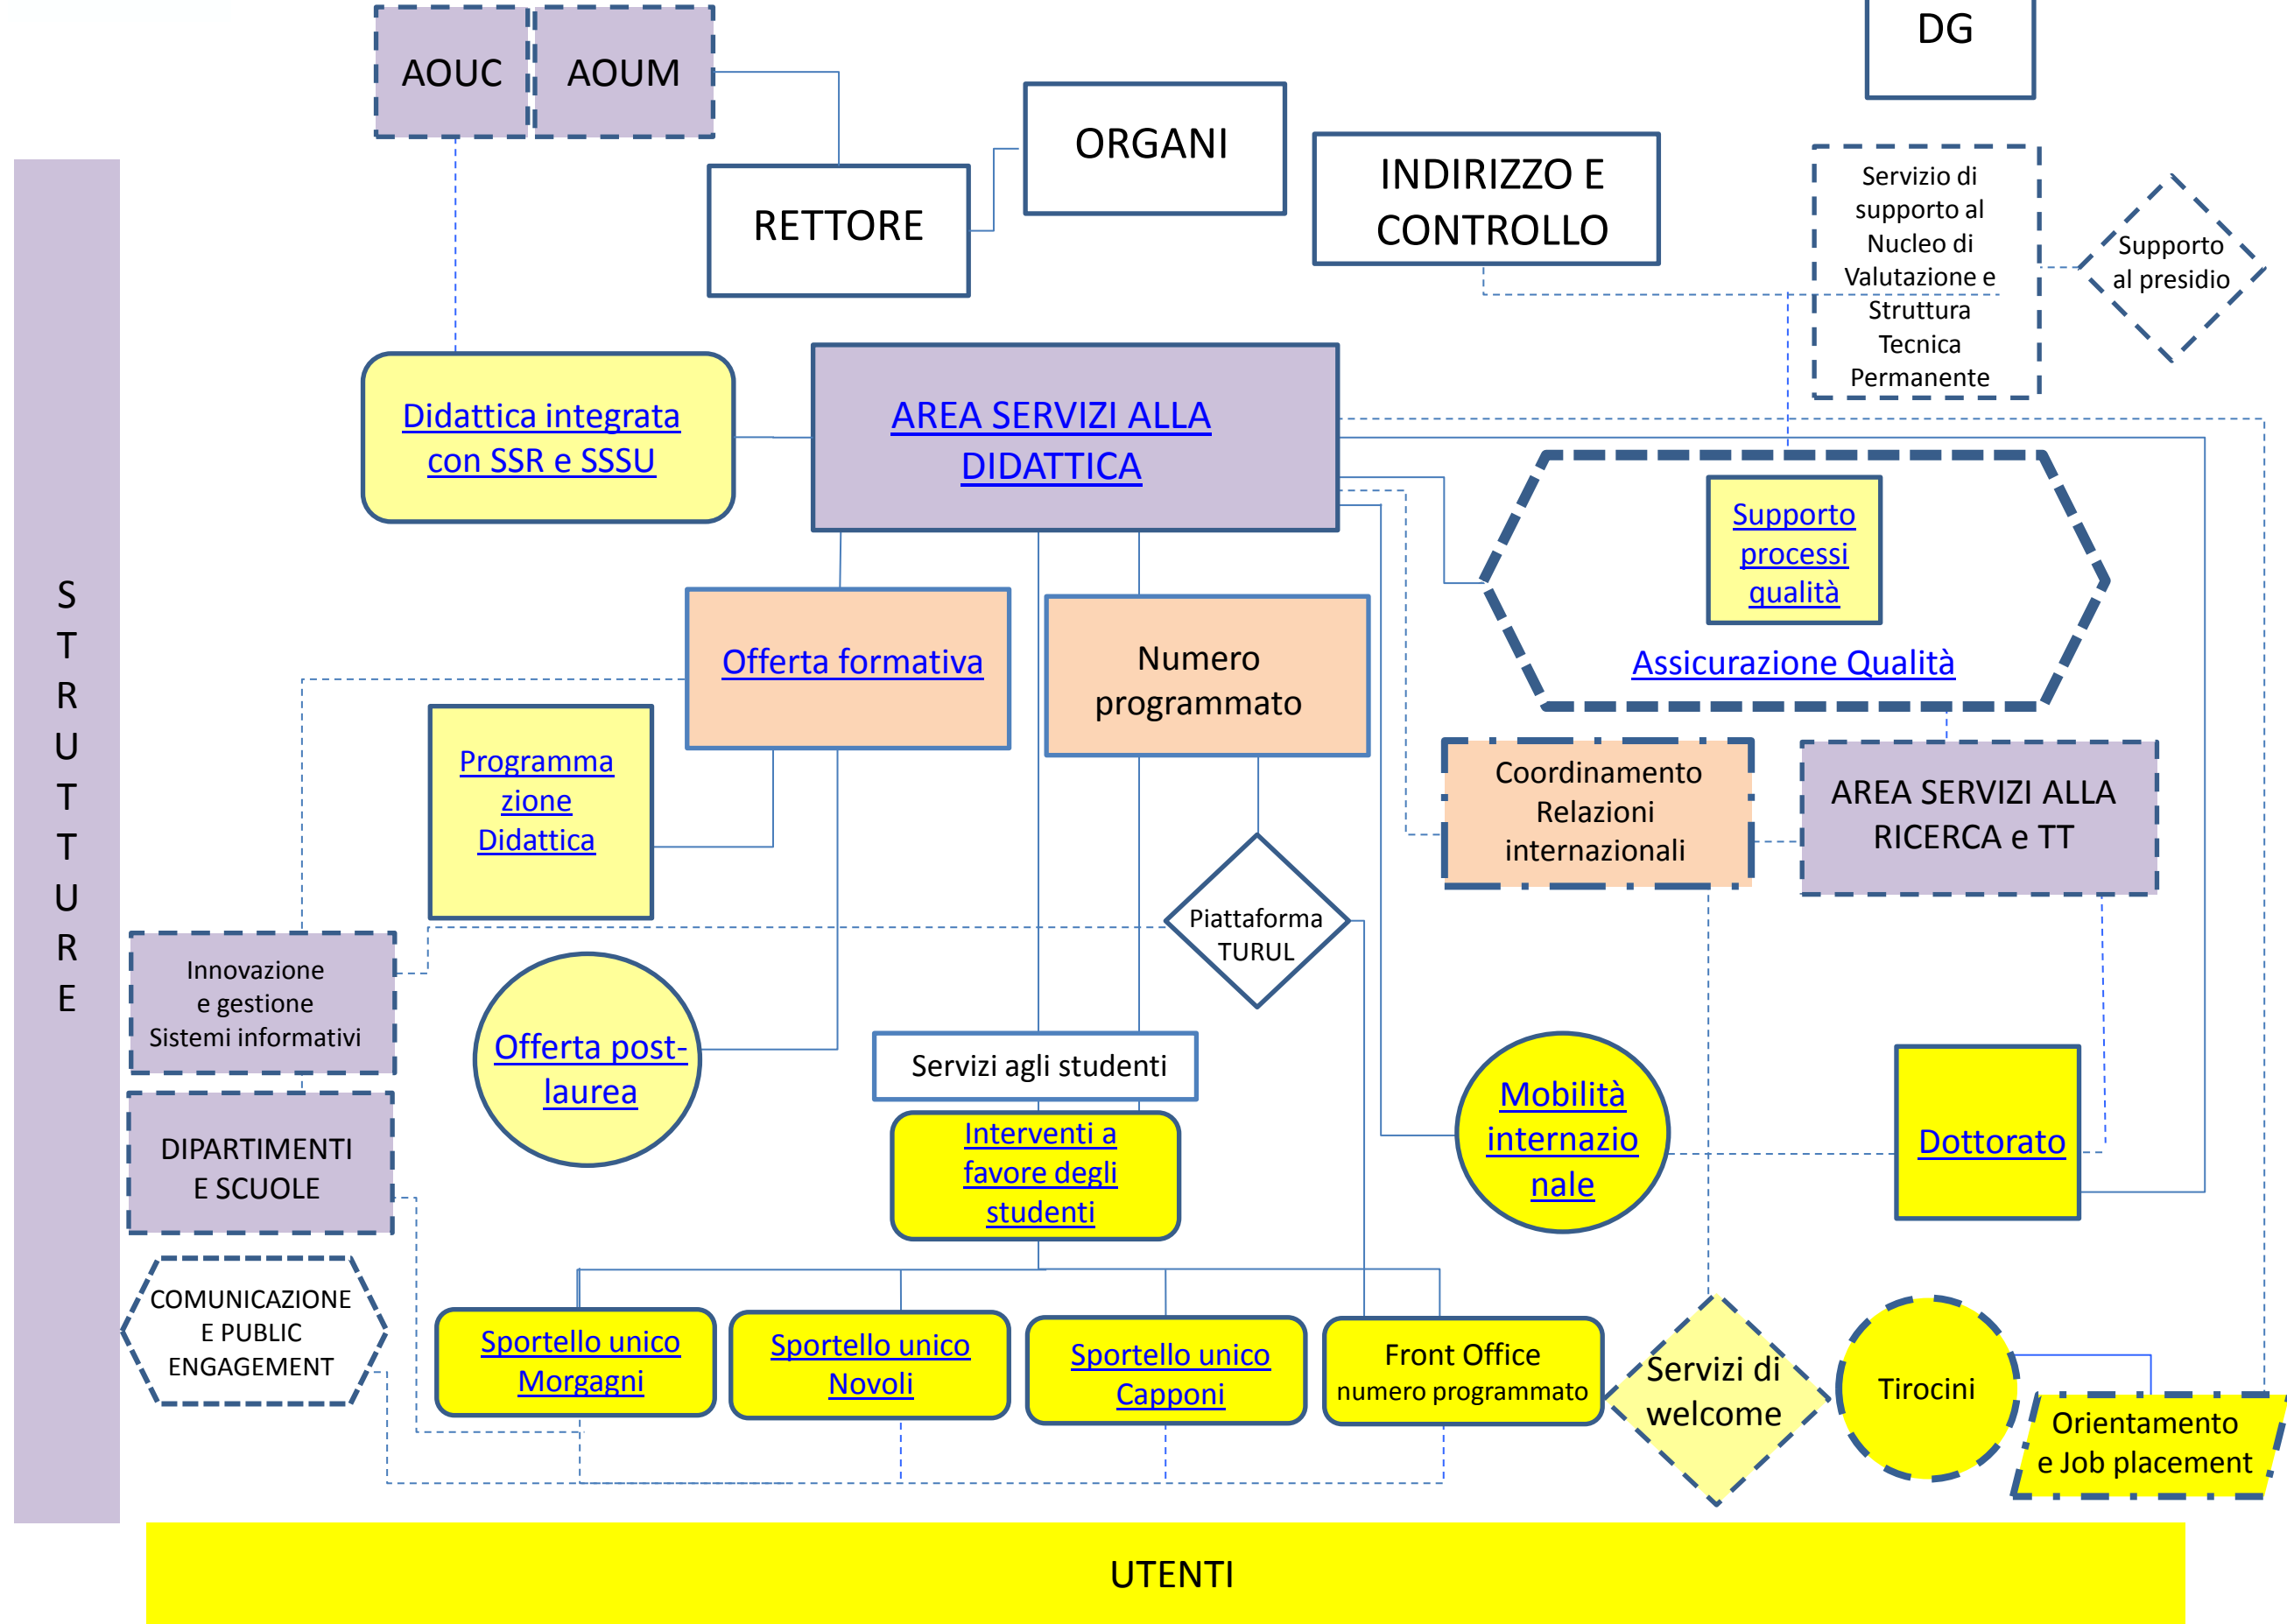 DG
AOUC
AOUM
ORGANI
RETTORE
INDIRIZZO E
CONTROLLO
Servizio di
supporto al
Nucleo di
Valutazione e
Struttura
Tecnica
Permanente
Supporto
al presidio
Didattica integrata
con SSR e SSSU
AREA SERVIZI ALLA
DIDATTICA
Supporto
processi
qualità
Assicurazione Qualità
S
T
R
U
T
T
U
R
E
Offerta formativa
Numero
programmato
Programma
zione
Didattica
Coordinamento
Relazioni
internazionali
AREA SERVIZI ALLA
RICERCA e TT
Piattaforma
TURUL
Innovazione
e gestione
Sistemi informativi
Offerta post-
laurea
Servizi agli studenti
Mobilità
internazio
nale
Dottorato
DIPARTIMENTI
E SCUOLE
Interventi a
favore degli
studenti
COMUNICAZIONE
E PUBLIC
ENGAGEMENT
Sportello unico
Morgagni
Sportello unico
Novoli
Sportello unico
Capponi
Front Office
numero programmato
Servizi di
welcome
Tirocini
Orientamento
e Job placement
UTENTI